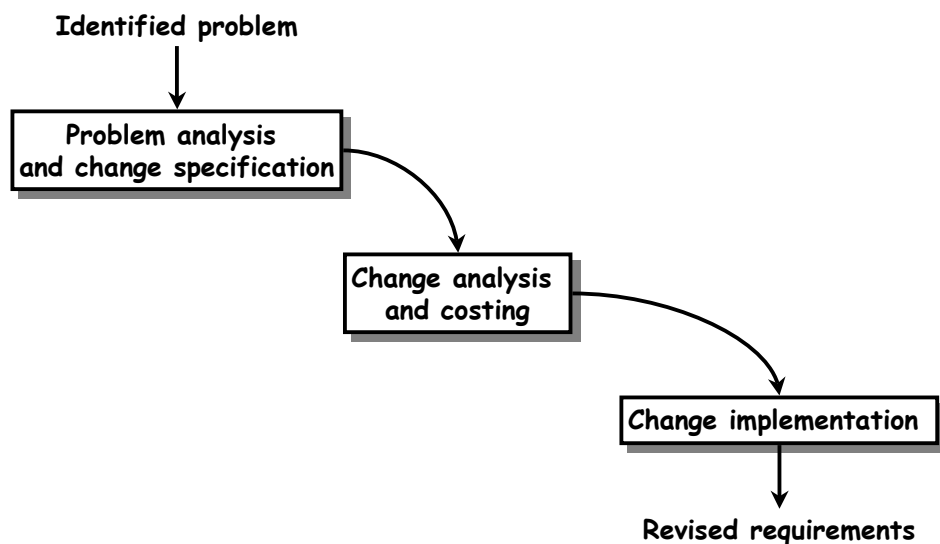 Identified problem
Problem analysis
and change specification
Change analysis
and costing
Change implementation
Revised requirements